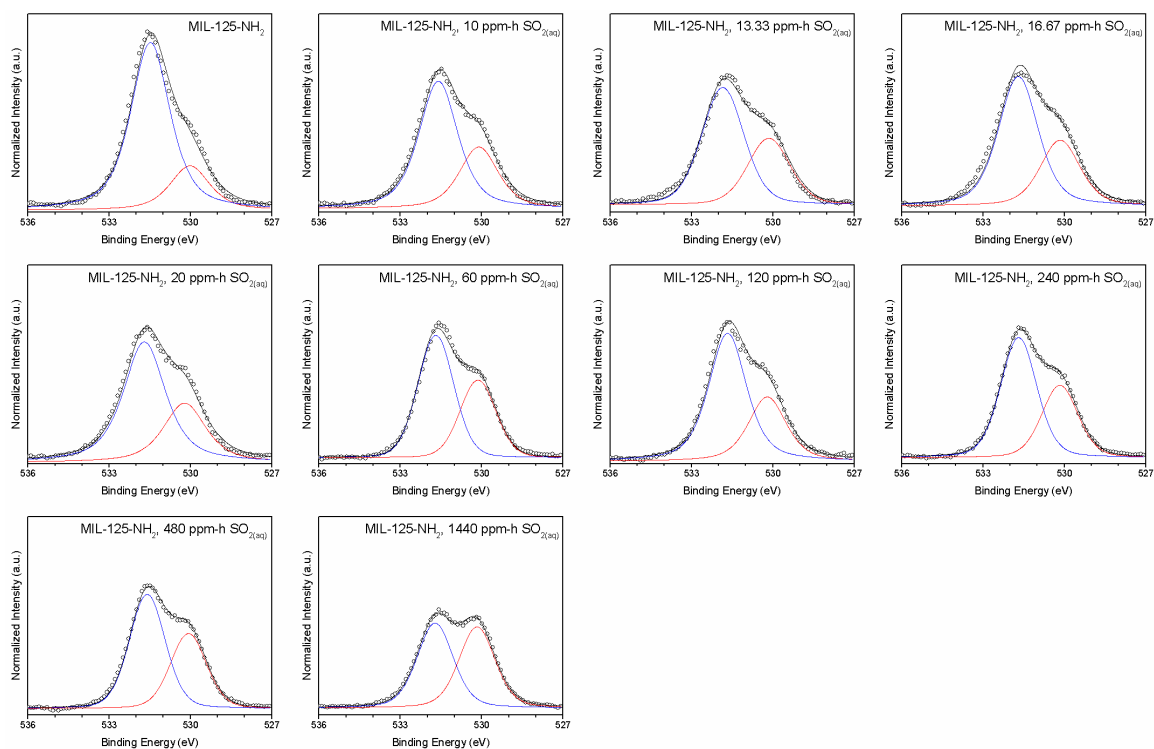 MIL-125-NH2
Normalized Intensity (a.u.)
536 533 530 527
Binding Energy (eV)
MIL-125-NH2, 10 ppm-h SO2(aq)
Normalized Intensity (a.u.)
536 533 530 527
Binding Energy (eV)
MIL-125-NH2, 13.33 ppm-h SO2(aq)
Normalized Intensity (a.u.)
536 533 530 527
Binding Energy (eV)
MIL-125-NH2, 16.67 ppm-h SO2(aq)
Normalized Intensity (a.u.)
536 533 530 527
Binding Energy (eV)
MIL-125-NH2, 20 ppm-h SO2(aq)
Normalized Intensity (a.u.)
536 533 530 527
Binding Energy (eV)
MIL-125-NH2, 60 ppm-h SO2(aq)
Normalized Intensity (a.u.)
536 533 530 527
Binding Energy (eV)
MIL-125-NH2, 120 ppm-h SO2(aq)
Normalized Intensity (a.u.)
536 533 530 527
Binding Energy (eV)
MIL-125-NH2, 240 ppm-h SO2(aq)
Normalized Intensity (a.u.)
536 533 530 527
Binding Energy (eV)
MIL-125-NH2, 480 ppm-h SO2(aq)
Normalized Intensity (a.u.)
536 533 530 527
Binding Energy (eV)
MIL-125-NH2, 1440 ppm-h SO2(aq)
Normalized Intensity (a.u.)
536 533 530 527
Binding Energy (eV)